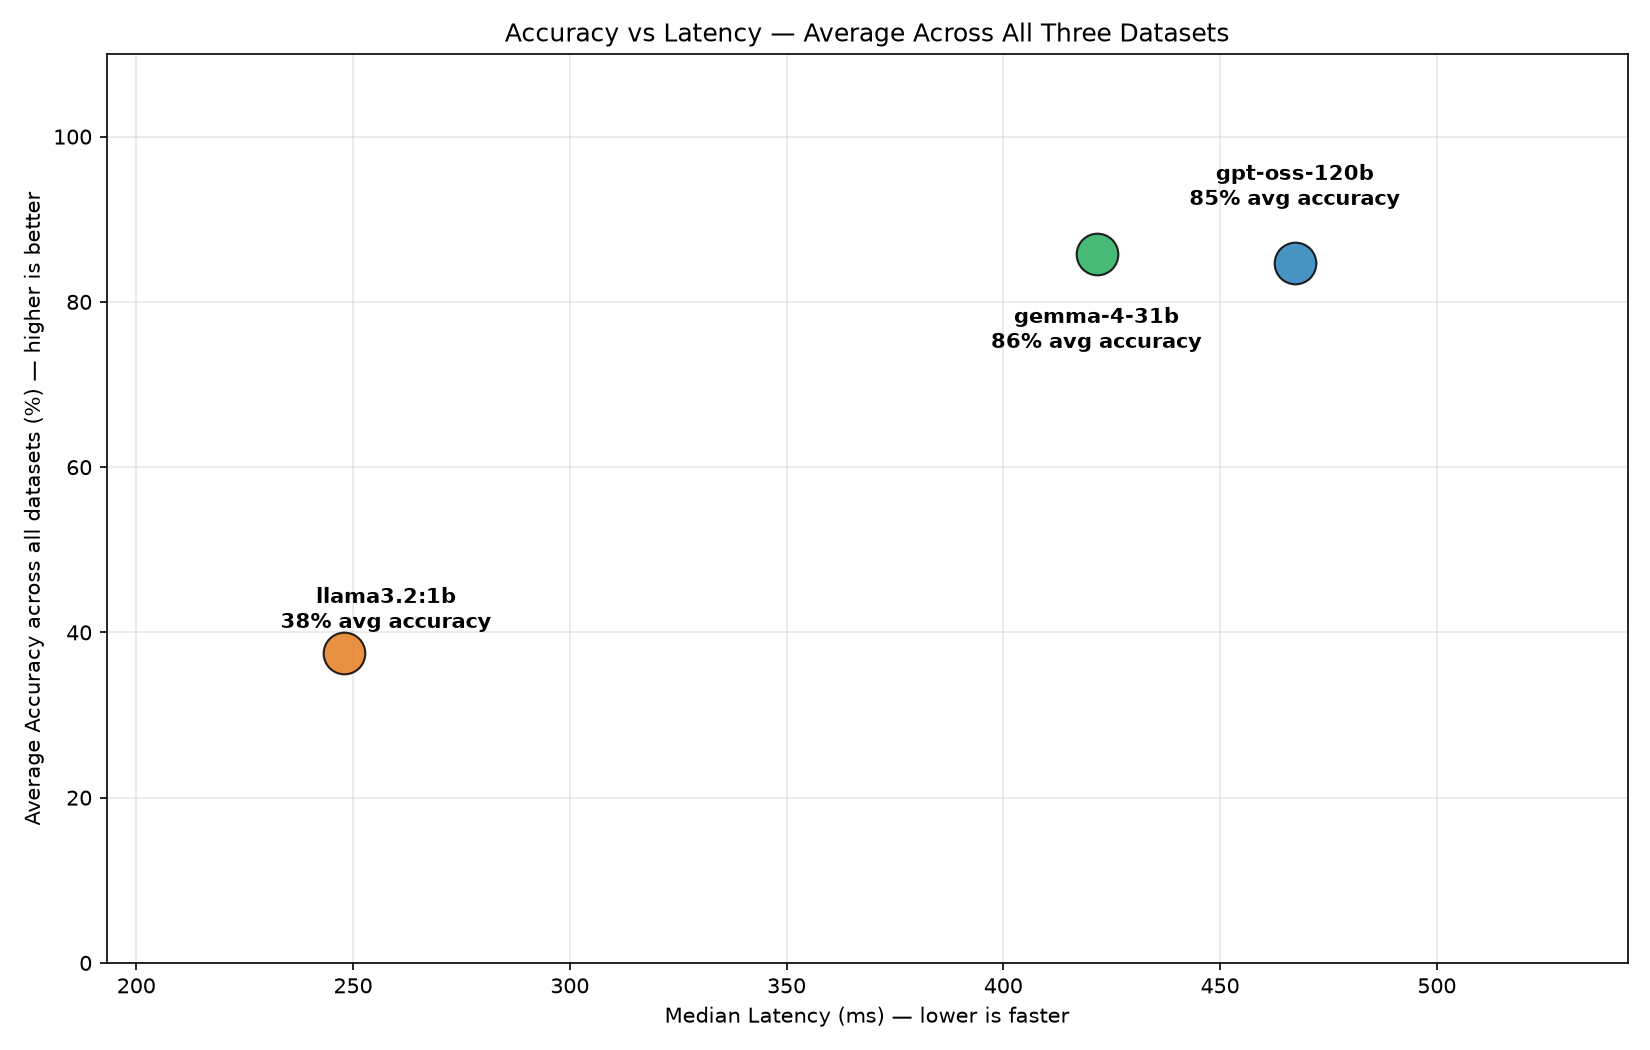 Accuracy vs Latency — Average Across All Three Datasets
Average Accuracy across all datasets (%) — higher is better
100
80
60
40
20
0
gpt-oss-120b
85% avg accuracy
gemma-4-31b
86% avg accuracy
llama3.2:1b
38% avg accuracy
200
250
300
350
400
450
500
Median Latency (ms) — lower is faster